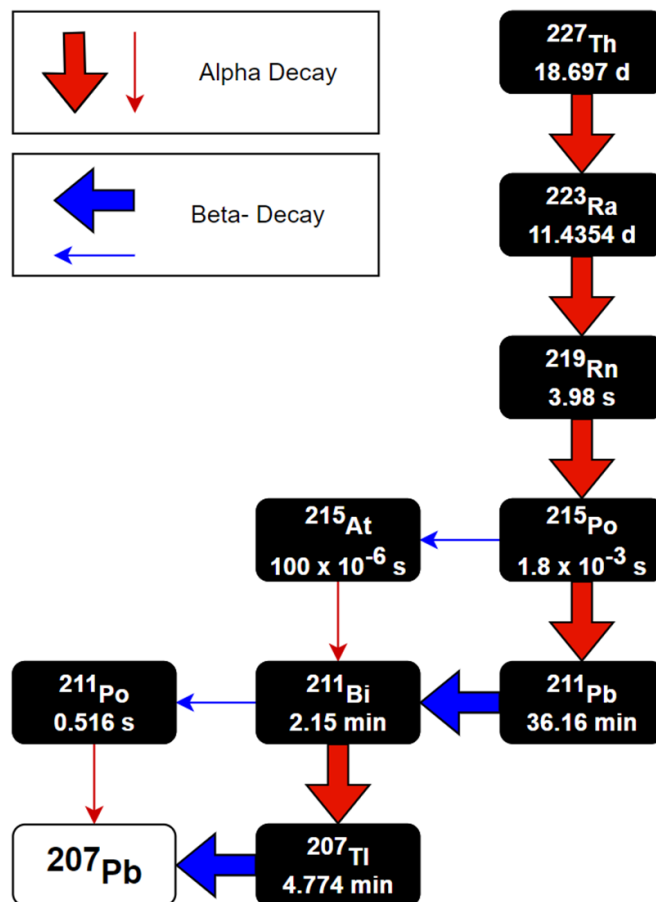 Alpha Decay
Beta- Decay
²²⁷Th
18.697 d
²²³Ra
11.4354 d
²¹⁹Rn
3.98 s
²¹⁵At
100 x 10⁻⁶ s
²¹⁵Po
1.8 x 10⁻³ s
²¹¹Po
0.516 s
²¹¹Bi
2.15 min
²¹¹Pb
36.16 min
²⁰⁷Pb
²⁰⁷Tl
4.774 min